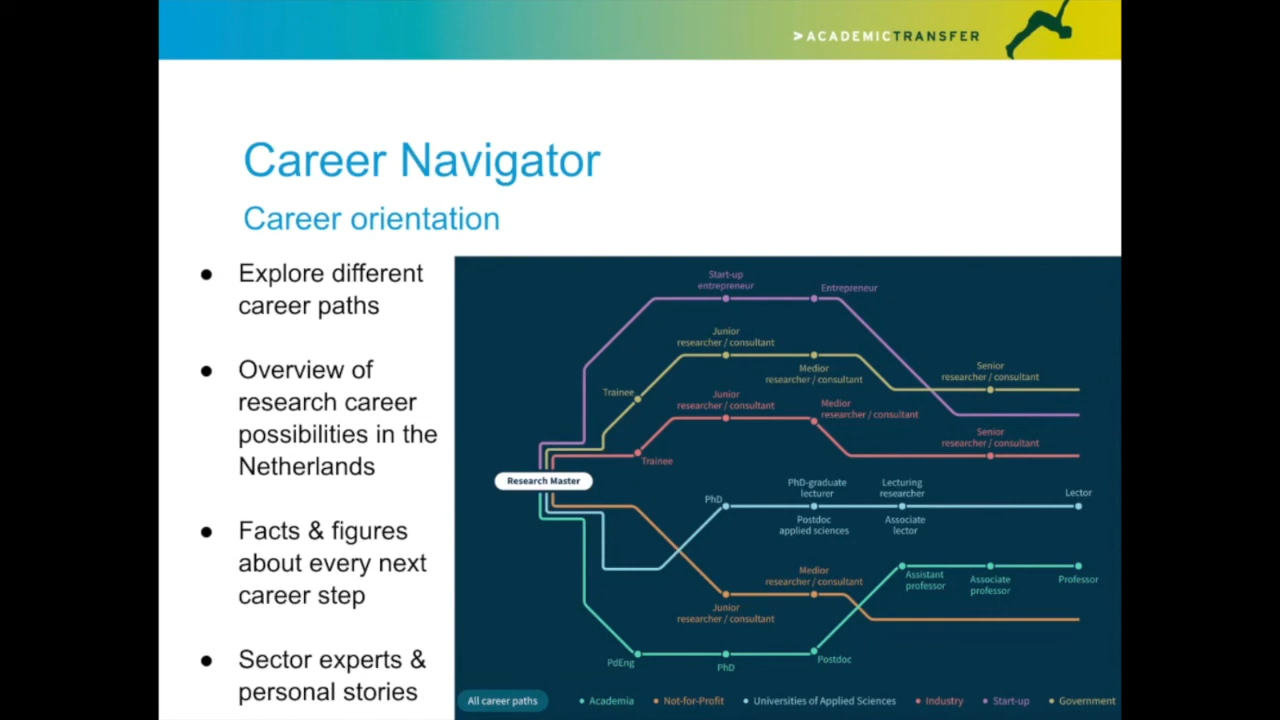 >ACADEMICTRANSFER
Career Navigator
Career orientation
● Explore different
career paths
● Overview of
research career
possibilities in the
Netherlands
● Facts & figures
about every next
career step
● Sector experts &
personal stories
Start-up
entrepreneur
Entrepreneur
Junior
researcher / consultant
Medior
researcher / consultant
Senior
researcher / consultant
Trainee
Junior
researcher / consultant
Medior
researcher / consultant
Senior
researcher / consultant
Trainee
Research Master
PhD
PhD-graduate
lecturer
Lecturing
researcher
Lector
Postdoc
applied sciences
Associate
lector
Medior
researcher / consultant
Junior
researcher / consultant
Assistant
professor
Associate
professor
Professor
PdEng
PhD
Postdoc
All career paths
Academia
Not-for-Profit
Universities of Applied Sciences
Industry
Start-up
Government